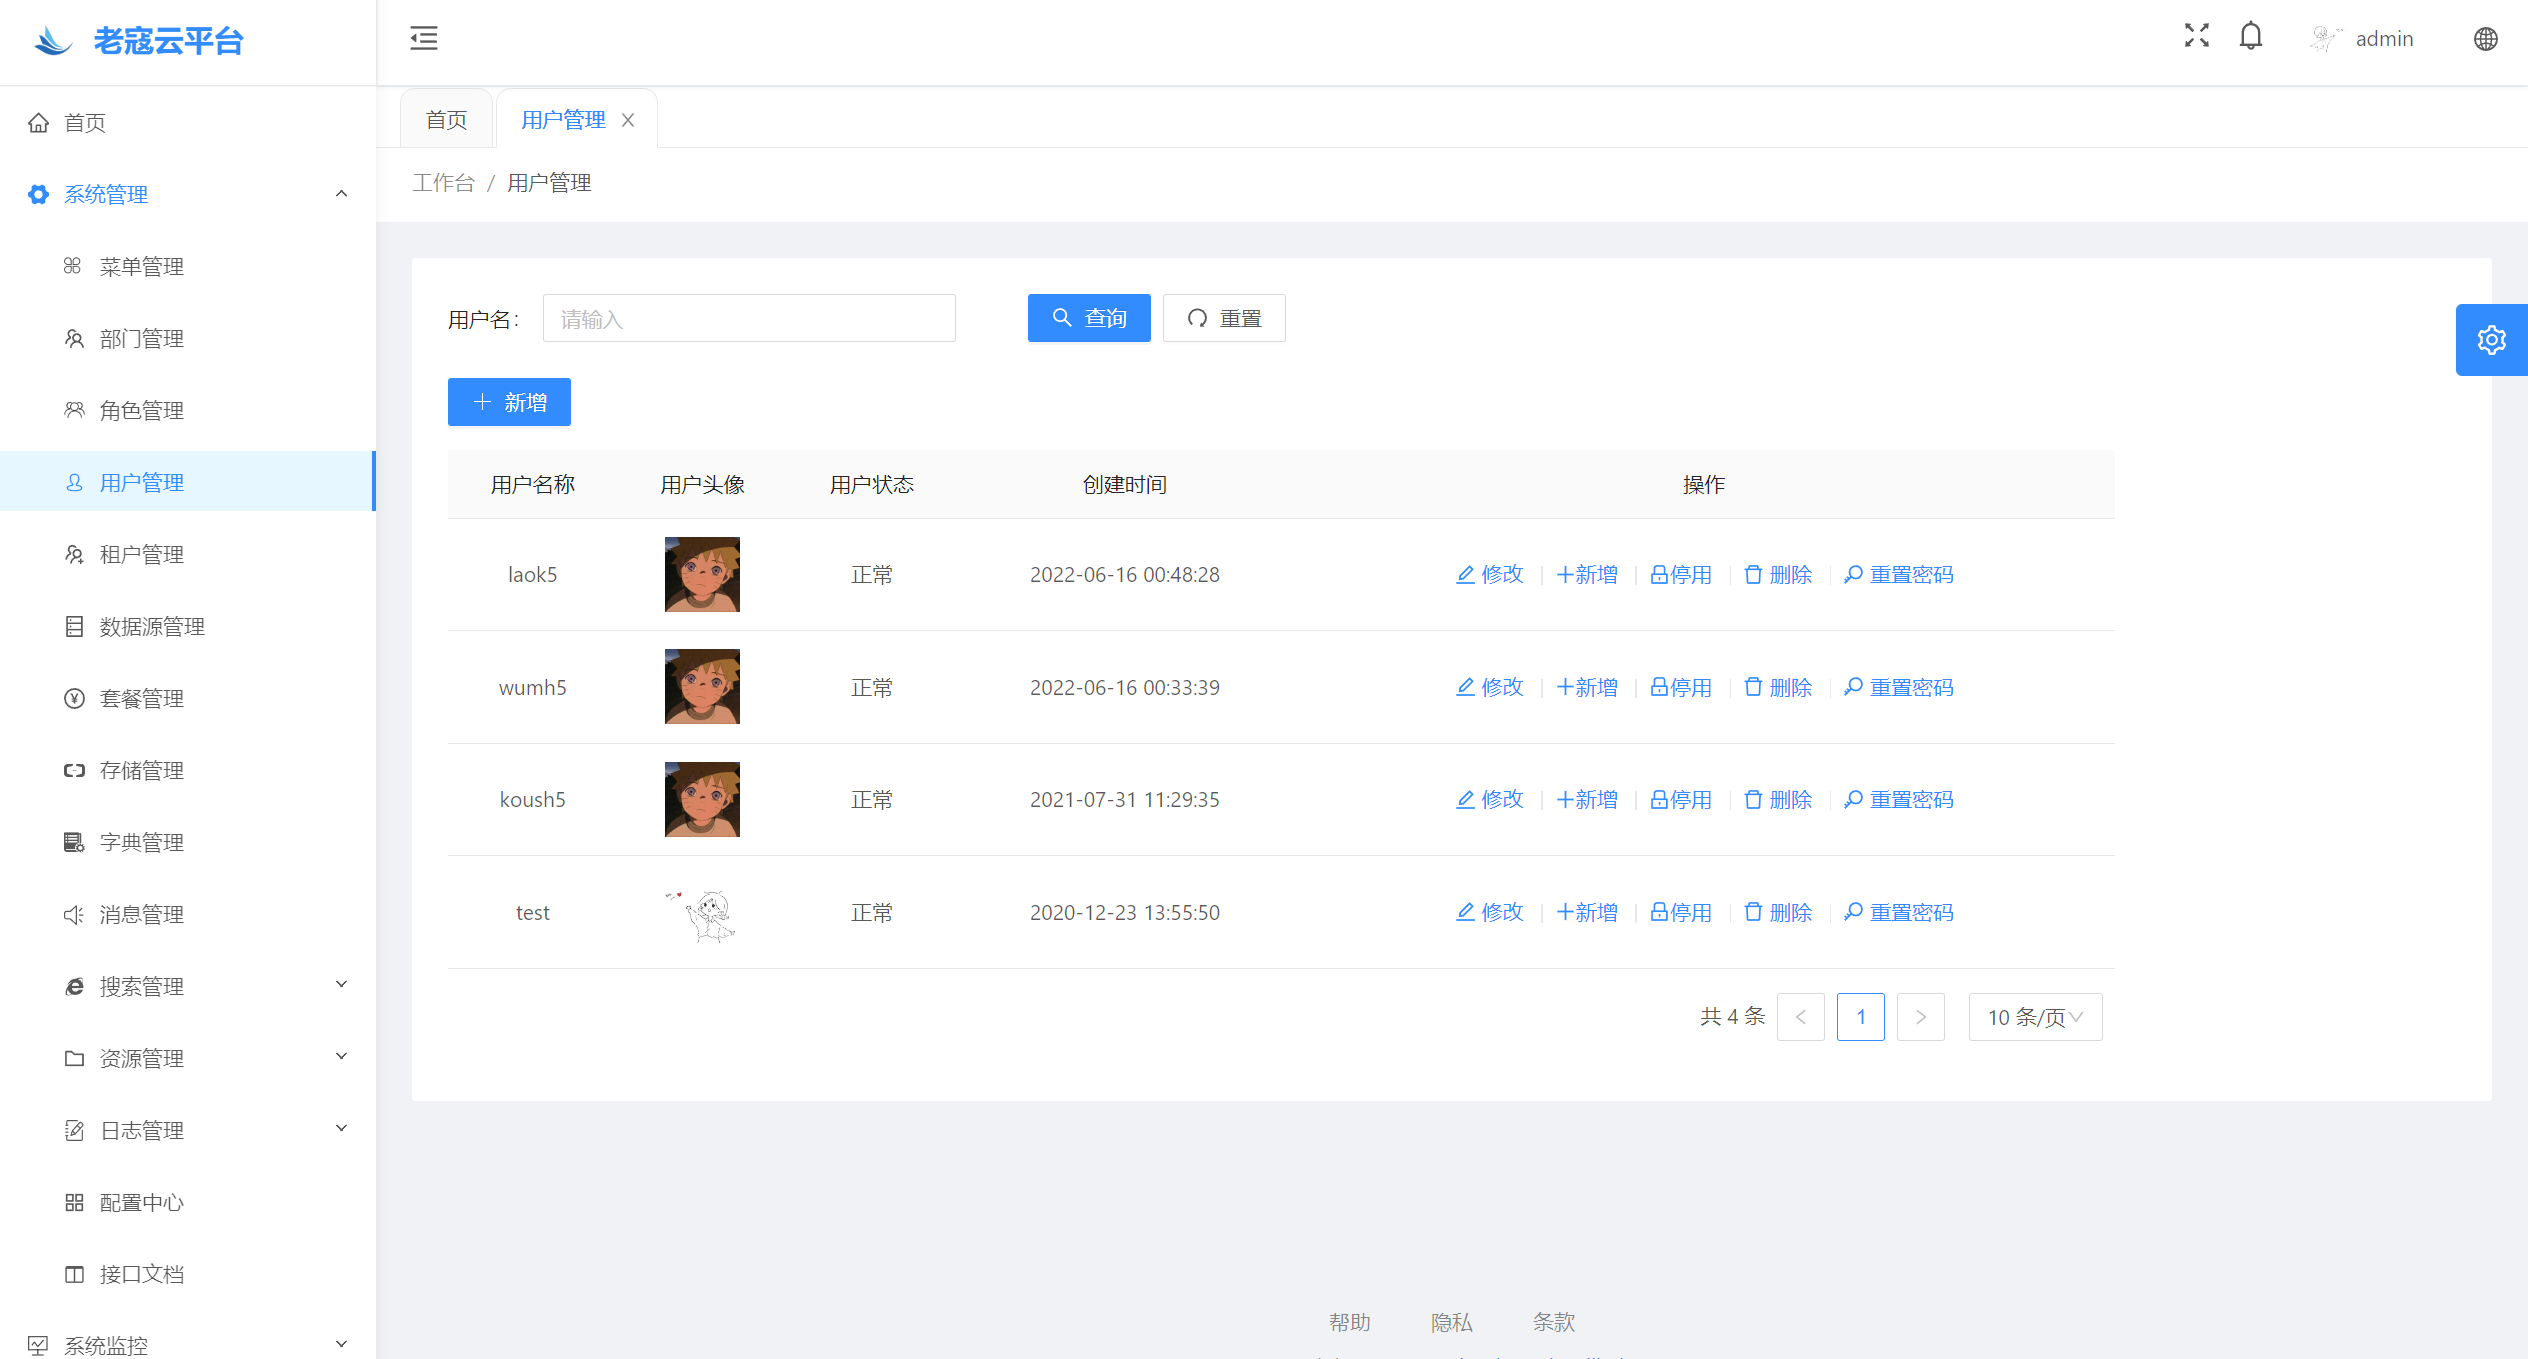 老寇云平台
admin
首页
用户管理
工作台 / 用户管理
首页
系统管理
菜单管理
部门管理
角色管理
用户管理
租户管理
数据源管理
套餐管理
存储管理
字典管理
消息管理
搜索管理
资源管理
日志管理
配置中心
接口文档
系统监控
用户名： 请输入 查询 重置
新增
用户名称 用户头像 用户状态 创建时间 操作
laok5 正常 2022-06-16 00:48:28 修改 新增 停用 删除 重置密码
wumh5 正常 2022-06-16 00:33:39 修改 新增 停用 删除 重置密码
koush5 正常 2021-07-31 11:29:35 修改 新增 停用 删除 重置密码
test 正常 2020-12-23 13:55:50 修改 新增 停用 删除 重置密码
共 4 条 < 1 > 10 条/页
帮助 隐私 条款